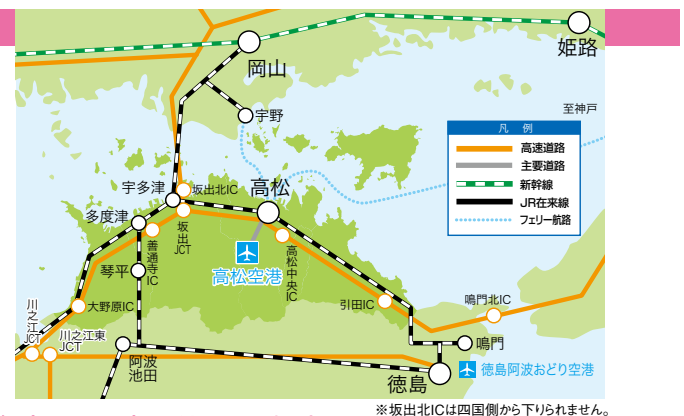 姫路
岡山
宇野
至神戸
凡 例
高速道路
主要道路
新幹線
JR在来線
フェリー航路
宇多津
坂出北IC
高松
多度津
坂出JCT
善通寺IC
高松空港
高松中央IC
琴平
大野原IC
引田IC
鳴門北IC
川之江JCT
川之江東JCT
鳴門
阿波池田
徳島
徳島阿波おどり空港
※坂出北ICは四国側から下りられません。